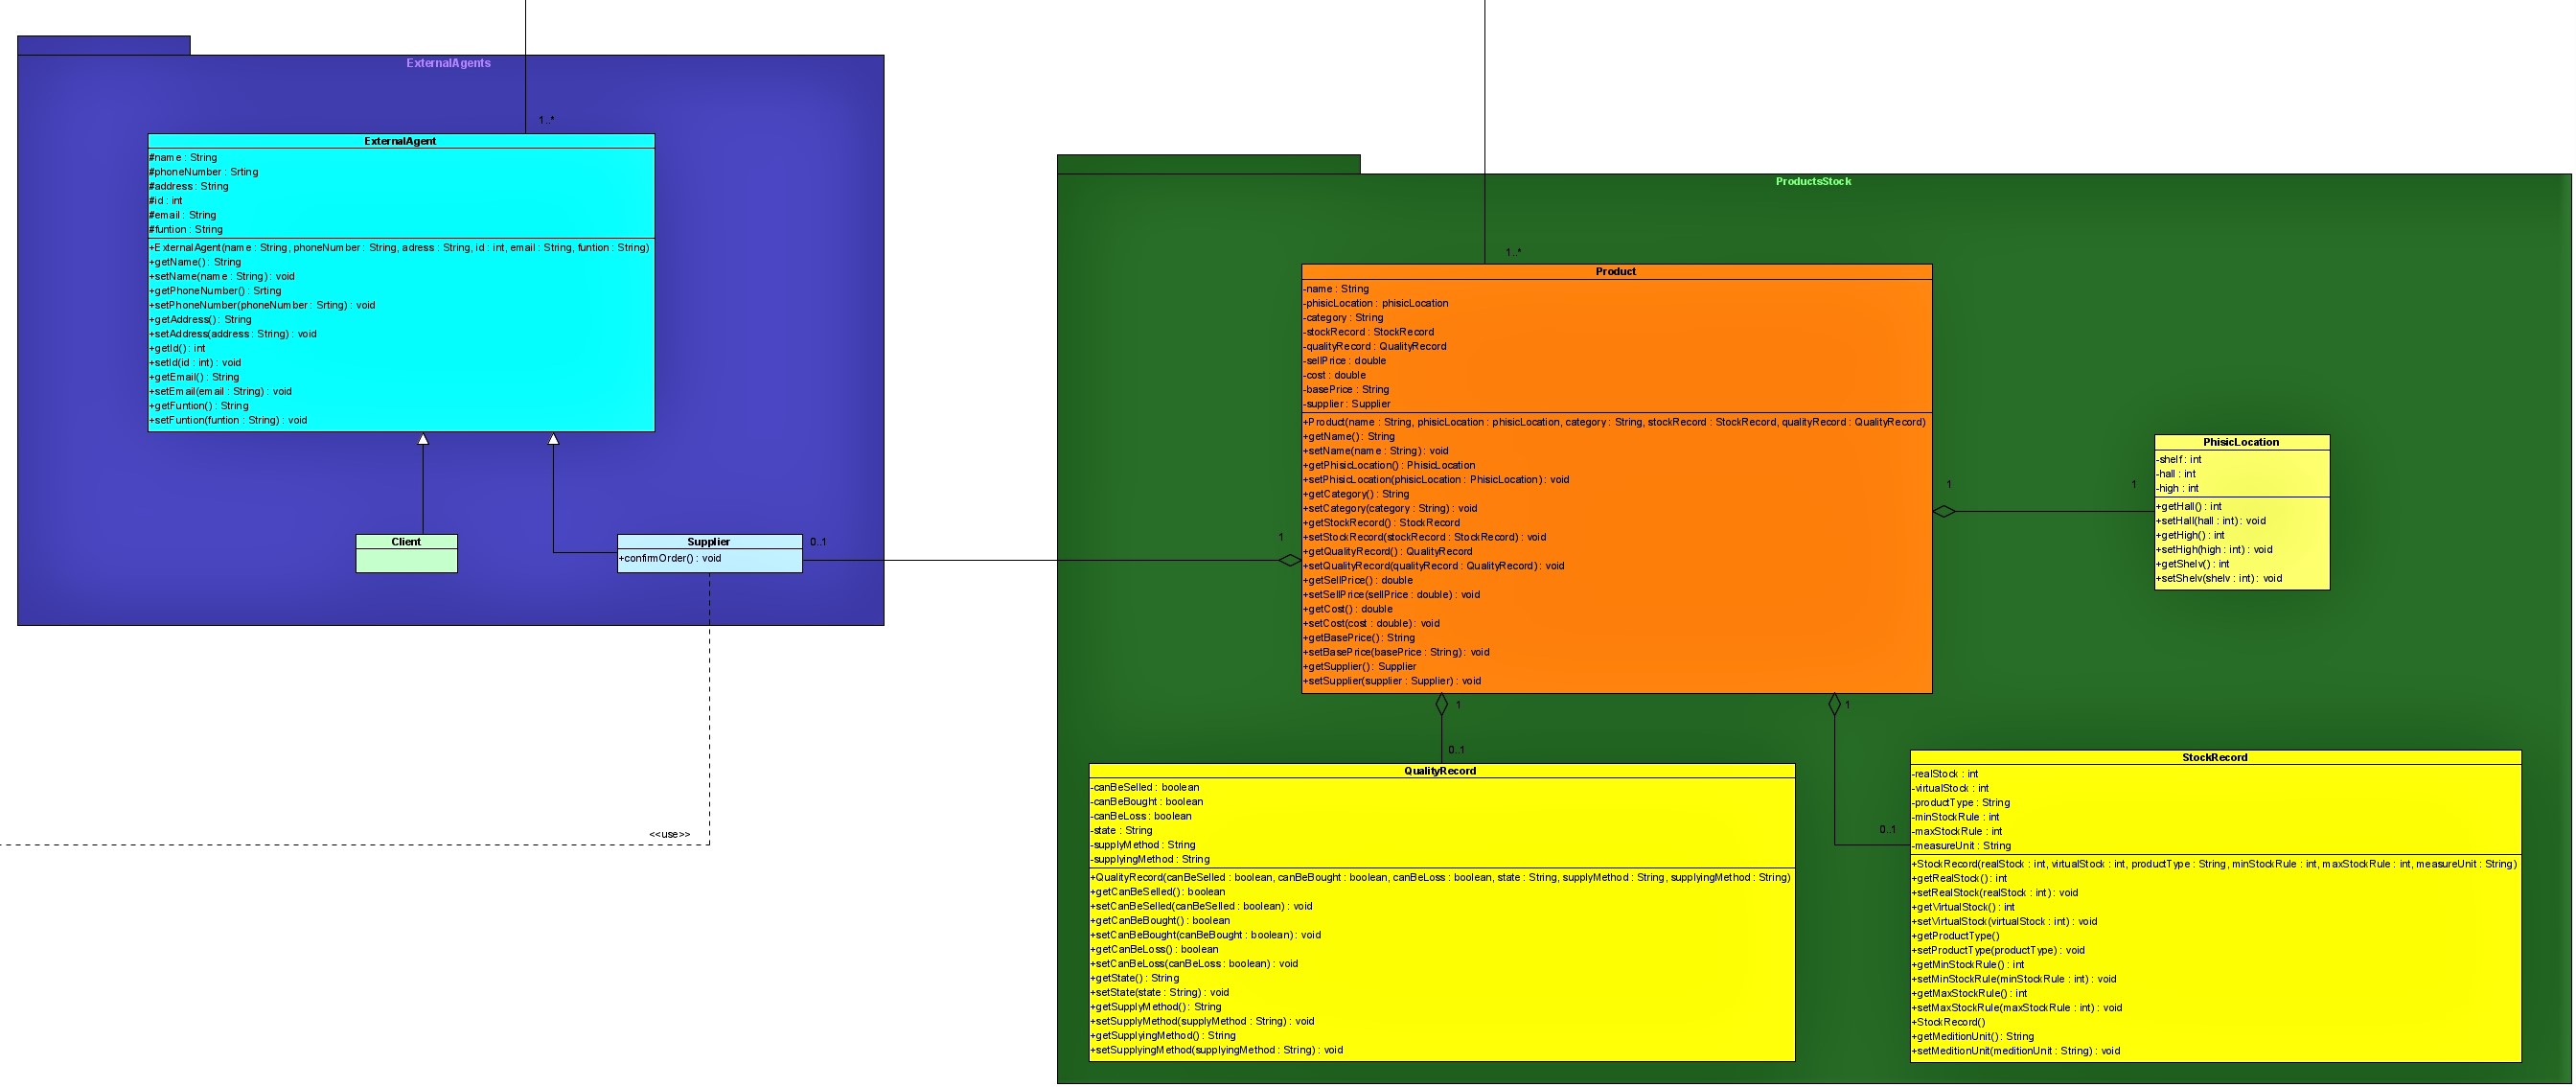 ExternalAgents
1..*
ExternalAgent
#name : String
#phoneNumber : Srting
#address : String
#id : int
#email : String
#funtion : String
+ExternalAgent(name : String, phoneNumber : String, adress : String, id : int, email : String, funtion : String)
+getName() : String
+setName(name : String) : void
+getPhoneNumber() : Srting
+setPhoneNumber(phoneNumber : Srting) : void
+getAddress() : String
+setAddress(address : String) : void
+getId() : int
+setId(id : int) : void
+getEmail() : String
+setEmail(email : String) : void
+getFuntion() : String
+setFuntion(funtion : String) : void
Client
Supplier
+confirmOrder() : void
0..1
1
<<use>>
ProductsStock
1..*
Product
-name : String
-phisicLocation : phisicLocation
-category : String
-stockRecord : StockRecord
-qualityRecord : QualityRecord
-sellPrice : double
-cost : double
-basePrice : String
-supplier : Supplier
+Product(name : String, phisicLocation : phisicLocation, category : String, stockRecord : StockRecord, qualityRecord : QualityRecord)
+getName() : String
+setName(name : String) : void
+getPhisicLocation() : PhisicLocation
+setPhisicLocation(phisicLocation : PhisicLocation) : void
+getCategory() : String
+setCategory(category : String) : void
+getStockRecord() : StockRecord
+setStockRecord(stockRecord : StockRecord) : void
+getQualityRecord() : QualityRecord
+setQualityRecord(qualityRecord : QualityRecord) : void
+getSellPrice() : double
+setSellPrice(sellPrice : double) : void
+getCost() : double
+setCost(cost : double) : void
+getBasePrice() : String
+setBasePrice(basePrice : String) : void
+getSupplier() : Supplier
+setSupplier(supplier : Supplier) : void
1
1
PhisicLocation
-shelf : int
-hall : int
-high : int
+getHall() : int
+setHall(hall : int) : void
+getHigh() : int
+setHigh(high : int) : void
+getShelv() : int
+setShelv(shelv : int) : void
1
0..1
QualityRecord
-canBeSelled : boolean
-canBeBought : boolean
-canBeLoss : boolean
-state : String
-supplyMethod : String
-supplyingMethod : String
+QualityRecord(canBeSelled : boolean, canBeBought : boolean, canBeLoss : boolean, state : String, supplyMethod : String, supplyingMethod : String)
+getCanBeSelled() : boolean
+setCanBeSelled(canBeSelled : boolean) : void
+getCanBeBought() : boolean
+setCanBeBought(canBeBought : boolean) : void
+getCanBeLoss() : boolean
+setCanBeLoss(canBeLoss : boolean) : void
+getState() : String
+setState(state : String) : void
+getSupplyMethod() : String
+setSupplyMethod(supplyMethod : String) : void
+getSupplyingMethod() : String
+setSupplyingMethod(supplyingMethod : String) : void
1
0..1
StockRecord
-realStock : int
-virtualStock : int
-productType : String
-minStockRule : int
-maxStockRule : int
-measureUnit : String
+StockRecord(realStock : int, virtualStock : int, productType : String, minStockRule : int, maxStockRule : int, measureUnit : String)
+getRealStock() : int
+setRealStock(realStock : int) : void
+getVirtualStock() : int
+setVirtualStock(virtualStock : int) : void
+getProductType()
+setProductType(productType) : void
+getMinStockRule() : int
+setMinStockRule(minStockRule : int) : void
+getMaxStockRule() : int
+setMaxStockRule(maxStockRule : int) : void
+StockRecord()
+getMeditionUnit() : String
+setMeditionUnit(meditionUnit : String) : void